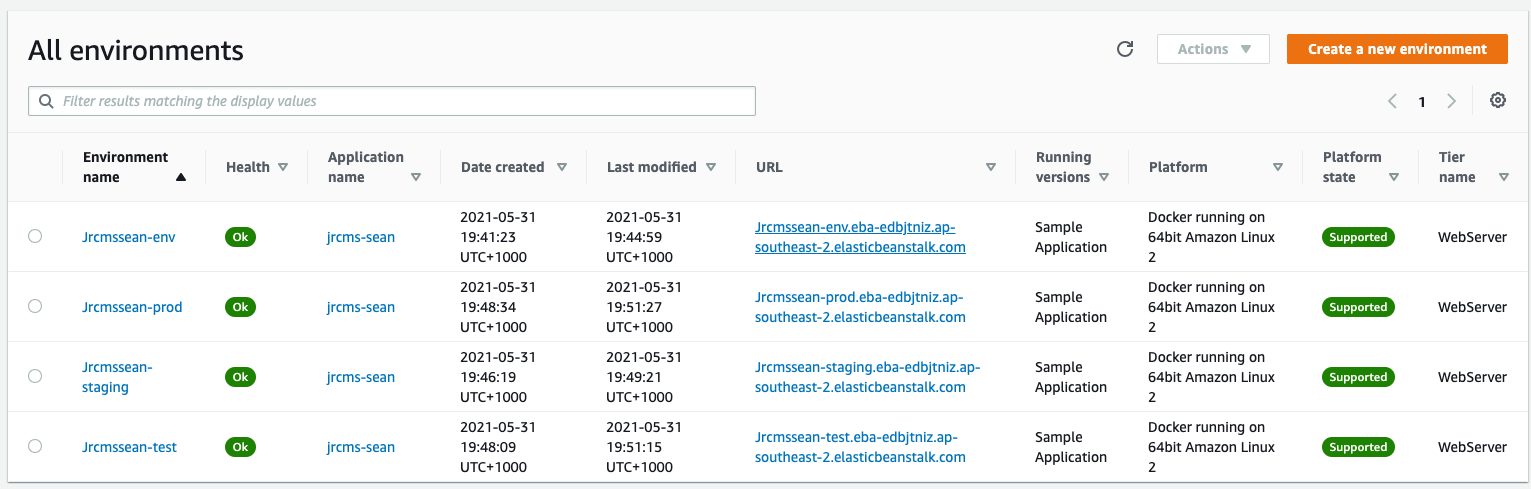 All environments
Actions
Create a new environment
Filter results matching the display values
1
Environment
name
Health
Application
name
Date created
Last modified
URL
Running
versions
Platform
Platform
state
Tier
name
Jrcmssean-env
Ok
jrcms-sean
2021-05-31
19:41:23
UTC+1000
2021-05-31
19:44:59
UTC+1000
Jrcmssean-env.eba-edbjtniz.ap-
southeast-2.elasticbeanstalk.com
Sample
Application
Docker running on
64bit Amazon Linux
2
Supported
WebServer
Jrcmssean-prod
Ok
jrcms-sean
2021-05-31
19:48:34
UTC+1000
2021-05-31
19:51:27
UTC+1000
Jrcmssean-prod.eba-edbjtniz.ap-
southeast-2.elasticbeanstalk.com
Sample
Application
Docker running on
64bit Amazon Linux
2
Supported
WebServer
Jrcmssean-
staging
Ok
jrcms-sean
2021-05-31
19:46:19
UTC+1000
2021-05-31
19:49:21
UTC+1000
Jrcmssean-staging.eba-edbjtniz.ap-
southeast-2.elasticbeanstalk.com
Sample
Application
Docker running on
64bit Amazon Linux
2
Supported
WebServer
Jrcmssean-test
Ok
jrcms-sean
2021-05-31
19:48:09
UTC+1000
2021-05-31
19:51:15
UTC+1000
Jrcmssean-test.eba-edbjtniz.ap-
southeast-2.elasticbeanstalk.com
Sample
Application
Docker running on
64bit Amazon Linux
2
Supported
WebServer